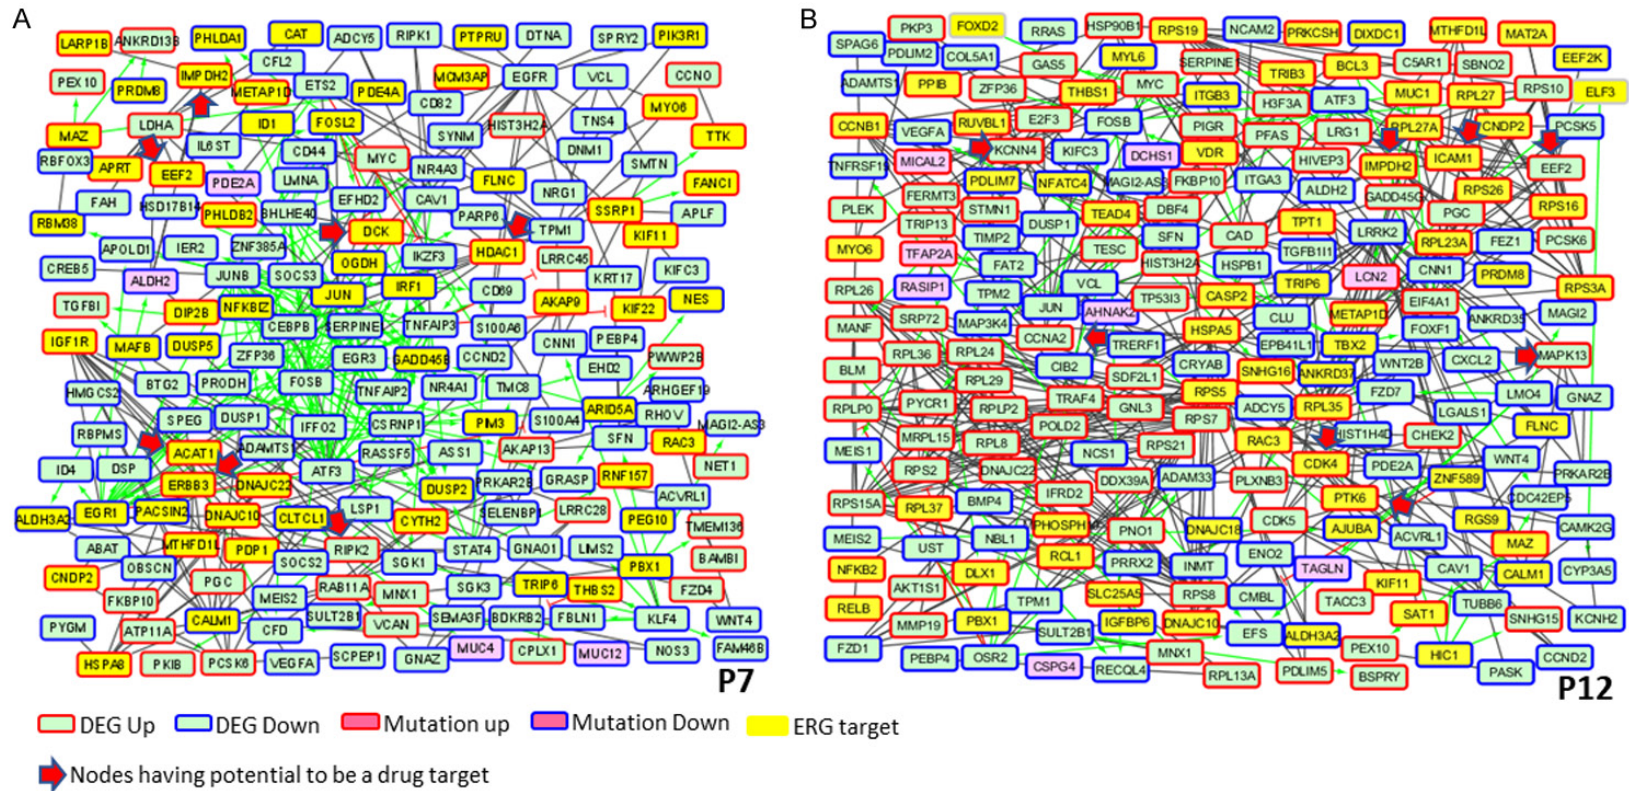 A
LARP1B ANKRD13B PHLDA1 CAT ADCY5 RIPK1 PTPRU DTNA SPRY2 PIK3R1
CFL2
PEX10 PRDM8 IMPDH2 METAP1D ETS2 PDE4A MCM3AP EGFR VCL CCNO
CD82 MYO6
MAZ LDHA ID1 FOSL2 SYNM HIST3H2A TNS4 TTK
RBFOX3 IL6ST CD44 MYC DNM1 SMTN
APRT EEF2 PDE2A LMNA NR4A3 FLNC NRG1 FANCI
FAH HSD17B14 PHLDB2 BHLHE40 EFHD2 CAV1 PARP6 SSRP1 APLF
RBM38 DCK TPM1 KIF11
APOLD1 IER2 ZNF385A HDAC1
CREB5 ALDH2 JUNB SOCS3 OGDH IKZF3 LRRC45 KRT17 KIFC3
TGFBI DIP2B NFKBIZ JUN IRF1 CD69 AKAP9 KIF22 NES
CEBPB SERPINE TNFAIP3 S100A6
IGF1R MAFB DUSP5 CNN1 PEBP4
ZFP36 EGR3 GADD45B CCND2 PWWP2B
HMGCS2 BTG2 PRODH FOSB TNFAIP2 NR4A1 TMC8 EHD2 ARHGEF19
SPEG DUSP1 IFFO2 CSRNP1 PIM3 S100A4 ARID5A RHOV MAGI2-AS3
RBPMS SFN RAC3
ACAT1 ADAMTS1 RASSF5 ASS1 AKAP13
ID4 DSP ATF3 NET1
ERBB3 DNAJC22 DUSP2 PRKAR2B GRASP RNF157
ACVRL1
ALDH3A2 EGR1 PACSIN2 DNAJC10 CLTCL1 LSP1 CYTH2 SELENBP1 LRRC28 PEG10 TMEM136
ABAT MTHFD1L PDP1 RIPK2 STAT4 GNAO1 LIMS2 BAMBI
OBSCN SOCS2 SGK1 PBX1
CNDP2 PGC RAB11A MNX1 SGK3 TRIP6 THBS2 FZD4
FKBP10 MEIS2
PYGM ATP11A CALM1 CFD SULT2B1 VCAN SEMA3F BDKRB2 FBLN1 KLF4 WNT4
HSPA8 PKIB PCSK6 VEGFA SCPEP1 GNAZ MUC4 CPLX1 MUC12 NOS3 FAM46B
P7
B
PKP3 FOXD2 RRAS HSP90B1 RPS19 NCAM2 PRKCSH DIXDC1 MTHFD1L MAT2A
SPAG6 PDLIM2 COL5A1 GAS5 MYL6 SERPINE TRIB3 BCL3 C5AR1 SBNO2 EEF2K
ADAMTS1 PPIB ZFP36 THBS1 MYC ITGB3 H3F3A ATF3 MUC1 RPL27 RPS10 ELF3
CCNB1 VEGFA RUVBL1 E2F3 FOSB PIGR PFAS LRG1 RPL27A CNDP2 PCSK5
TNFRSF1 MICAL2 KCNN4 KIFC3 DCHS1 VDR HIVEP3 IMPDH2 ICAM1 EEF2
PDLIM7 NFATC4 MAGI2-AS3 FKBP10 ITGA3 ALDH2 GADD45G RPS26
PLEK FERMT3 STMN1 TEAD4 DBF4 PGC RPS16
TRIP13 DUSP1 TPT1
MYO6 TFAP2A TIMP2 TESC SFN CAD TGFB1I1 LRRK2 RPL23A FEZ1 PCSK6
RASIP1 FAT2 HIST3H2A HSPB1 LCN2 CNN1 PRDM8
RPL26 TPM2 VCL TP53I3 CASP2 TRIP6 EIF4A1 RPS3A
MANF SRP72 MAP3K4 JUN AHNAK2 HSPA5 CLU METAP1D FOXF1 ANKRD35 MAGI2
CCNA2 TRERF1 EPB41L1 TBX2
BLM RPL36 RPL24 CIB2 CRYAB WNT2B CXCL2 MAPK13
RPL29 SDF2L1 SNHG16 ANKRD37
RPLP0 PYCR1 RPLP2 TRAF4 GNL3 RPS5 ADCY5 RPL35 FZD7 LMO4 GNAZ
MRPL15 POLD2 RPS7 LGALS1 FLNC
MEIS1 RPL8 RPS21 RAC3 HIST1H4D CHEK2
RPS2 DNAJC22 NCS1 CDK4 PDE2A WNT4 PRKAR2B
RPS15A BMP4 IFRD2 DDX39A ADAM33 PLXNB3 ZNF589 CDC42EP5
RPL37 PHOSPHO PNO1 DNAJC18 CDK5 PTK6 AJUBA RGS9 CAMK2G
MEIS2 UST NBL1 ACVRL1 MAZ
NFKB2 DLX1 RCL1 PRRX2 INMT ENO2 TAGLN CAV1 CALM1 CYP3A5
AKT1S1 SLC25A5 RPS8 CMBL KIF11
RELB TPM1 TACC3 SAT1 TUBB6 SNHG15 KCNH2
MMP19 PBX1 SULT2B1 IGFBP6 DNAJC10 EFS ALDH3A2
FZD1 PEBP4 OSR2 CSPG4 RECQL4 MNX1 RPL13A PDLIM5 PEX10 BSPRY HIC1 PASK CCND2
P12
DEG Up DEG Down Mutation up Mutation Down ERG target
Nodes having potential to be a drug target